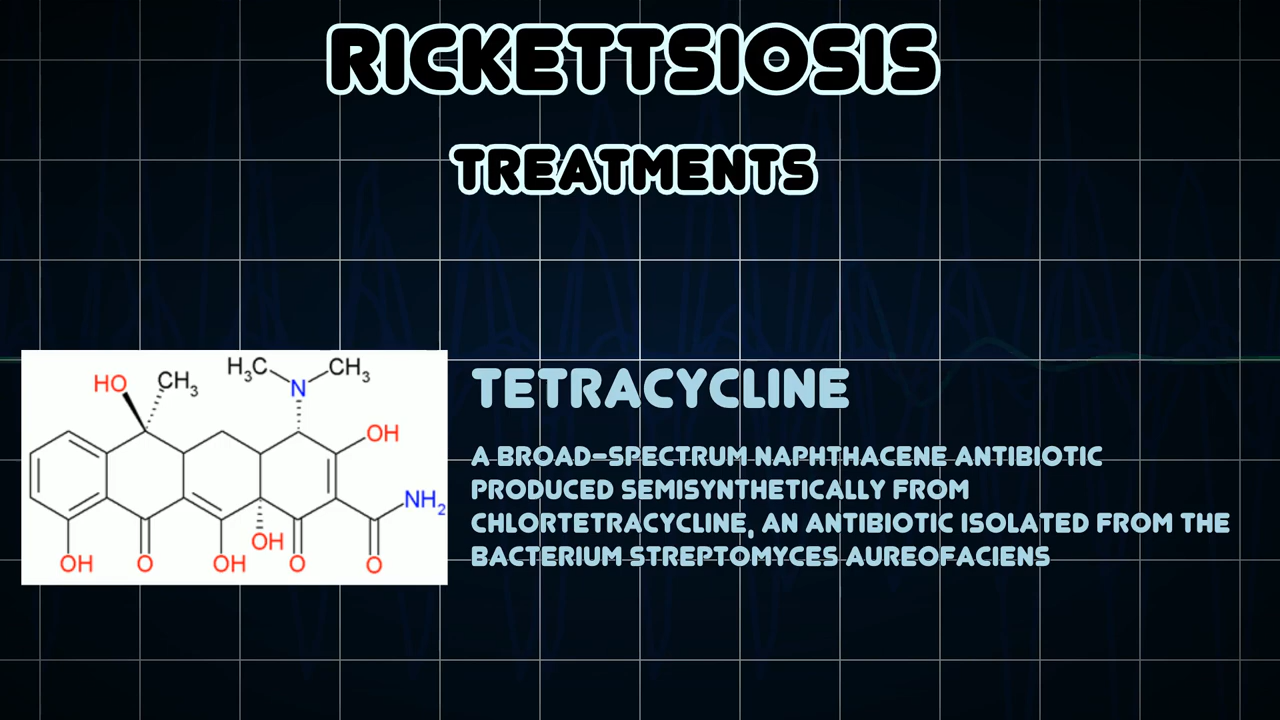 RICKETTSIOSIS
TREATMENTS
HO
CH3
H3C
N
CH3
OH
NH2
OH
OH
O
OH
O
O
TETRACYCLINE
A BROAD-SPECTRUM NAPHTHACENE ANTIBIOTIC
PRODUCED SEMISYNTHETICALLY FROM
CHLORTETRACYCLINE, AN ANTIBIOTIC ISOLATED FROM THE
BACTERIUM STREPTOMYCES AUREOFACIENS